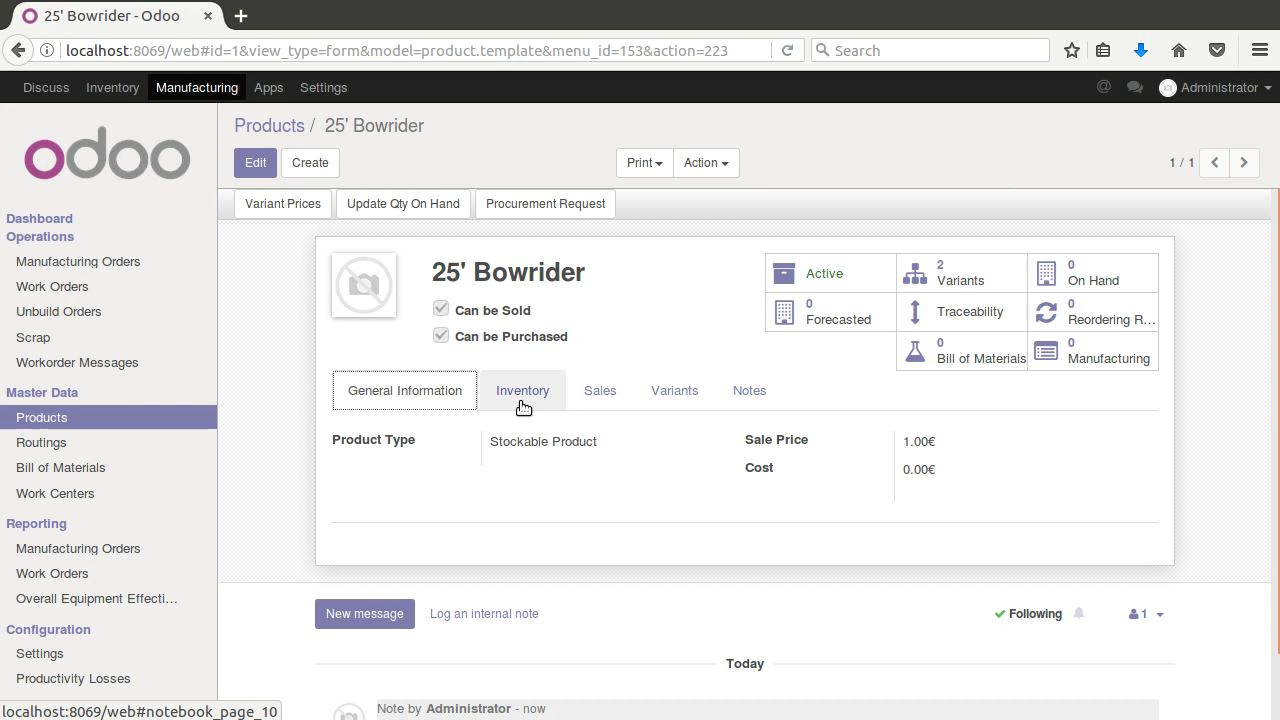 25' Bowrider - Odoo
localhost:8069/web#id=1&view_type=form&model=product.template&menu_id=153&action=223
Search
Discuss Inventory Manufacturing Apps Settings
@ Administrator
odoo
Products / 25' Bowrider
Edit Create
Print Action
1 / 1
Variant Prices Update Qty On Hand Procurement Request
Dashboard
Operations
Manufacturing Orders
Work Orders
Unbuild Orders
Scrap
Workorder Messages
Master Data
Products
Routings
Bill of Materials
Work Centers
Reporting
Manufacturing Orders
Work Orders
Overall Equipment Effecti...
Configuration
Settings
Productivity Losses
25' Bowrider
Can be Sold
Can be Purchased
Active
2
Variants
0
On Hand
0
Forecasted
Traceability
0
Reordering R...
0
Bill of Materials
0
Manufacturing
General Information Inventory Sales Variants Notes
Product Type Stockable Product
Sale Price 1.00€
Cost 0.00€
New message Log an internal note
Following 1
Today
Note by Administrator - now
localhost:8069/web#notebook_page_10